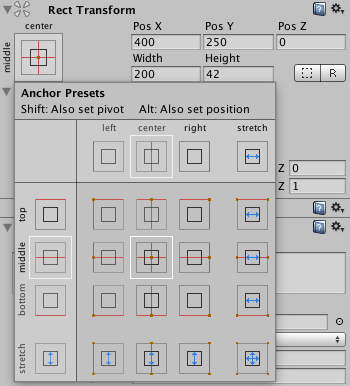 Rect Transform
center
Pos X Pos Y Pos Z
400 250 0
middle
Width Height
200 42
R
Anchor Presets
Shift: Also set pivot Alt: Also set position
left center right stretch
Z 0
Z 1
top
middle
bottom
stretch